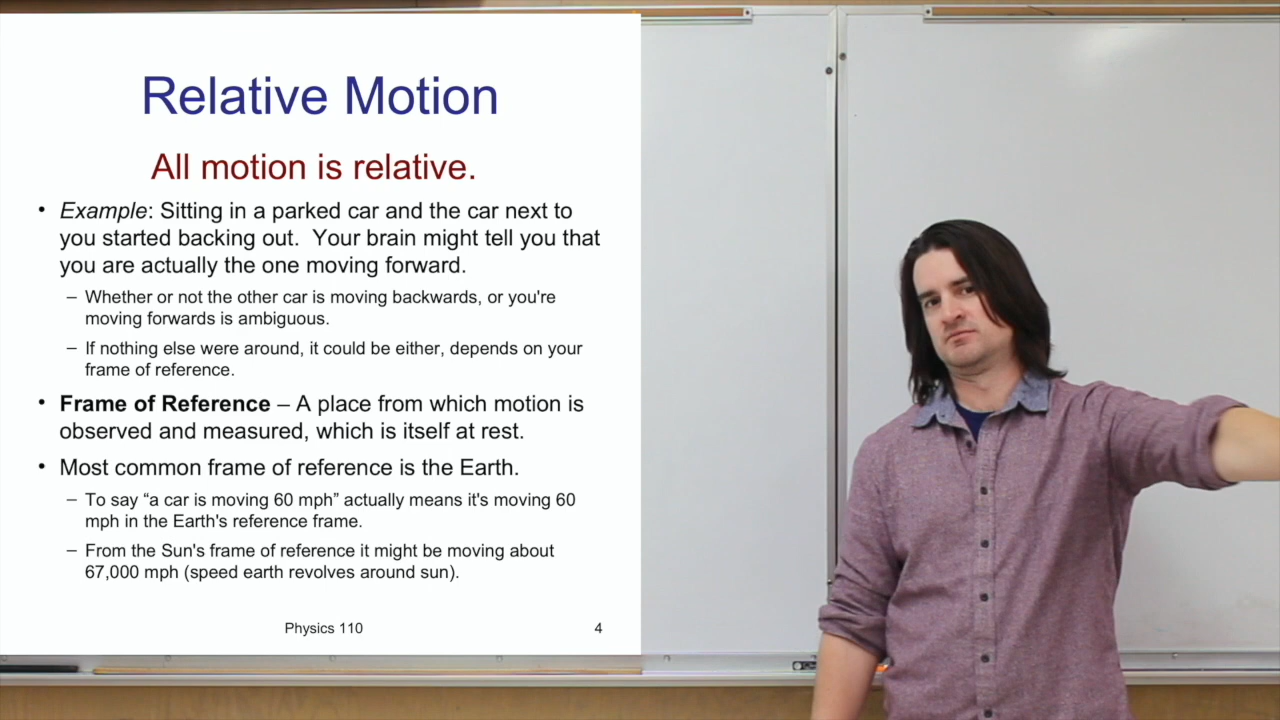 Relative Motion
All motion is relative.
• Example: Sitting in a parked car and the car next to
you started backing out.  Your brain might tell you that
you are actually the one moving forward.
– Whether or not the other car is moving backwards, or you're
moving forwards is ambiguous.
– If nothing else were around, it could be either, depends on your
frame of reference.
• Frame of Reference – A place from which motion is
observed and measured, which is itself at rest.
• Most common frame of reference is the Earth.
– To say “a car is moving 60 mph” actually means it's moving 60
mph in the Earth's reference frame.
– From the Sun's frame of reference it might be moving about
67,000 mph (speed earth revolves around sun).
Physics 110
4